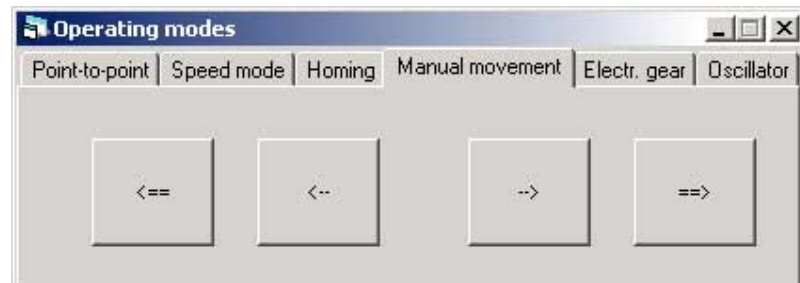 Operating modes
Point-to-point Speed mode Homing Manual movement Electr. gear Oscillator
<== <-- --> ==>